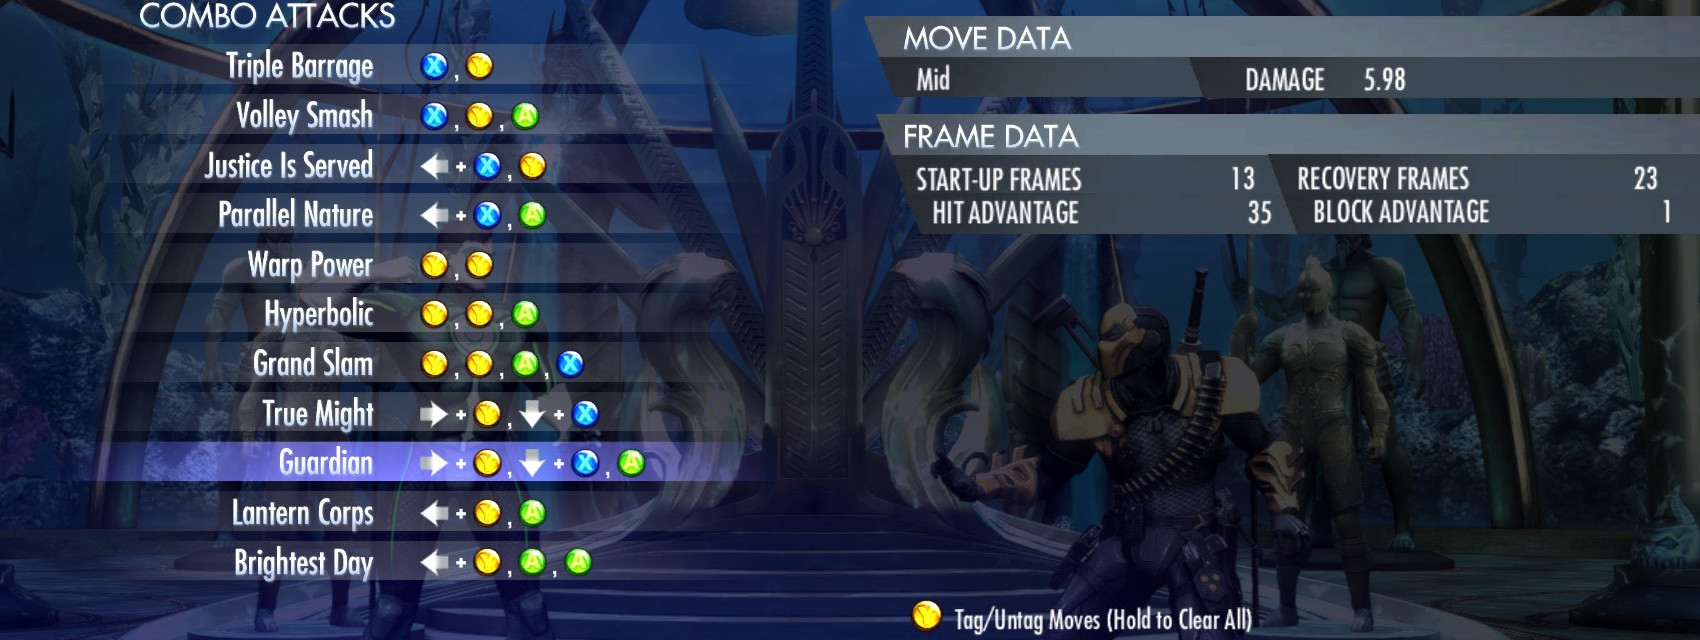 COMBO ATTACKS
Triple Barrage X , Y
Volley Smash X , Y , A
Justice Is Served + X , Y
Parallel Nature + X , A
Warp Power Y , Y
Hyperbolic Y , Y , A
Grand Slam Y , Y , A , X
True Might + Y , + X
Guardian + Y , + X , A
Lantern Corps + Y , A
Brightest Day + Y , A , A
MOVE DATA
Mid DAMAGE 5.98
FRAME DATA
START-UP FRAMES 13 RECOVERY FRAMES 23
HIT ADVANTAGE 35 BLOCK ADVANTAGE 1
Y Tag/Untag Moves (Hold to Clear All)